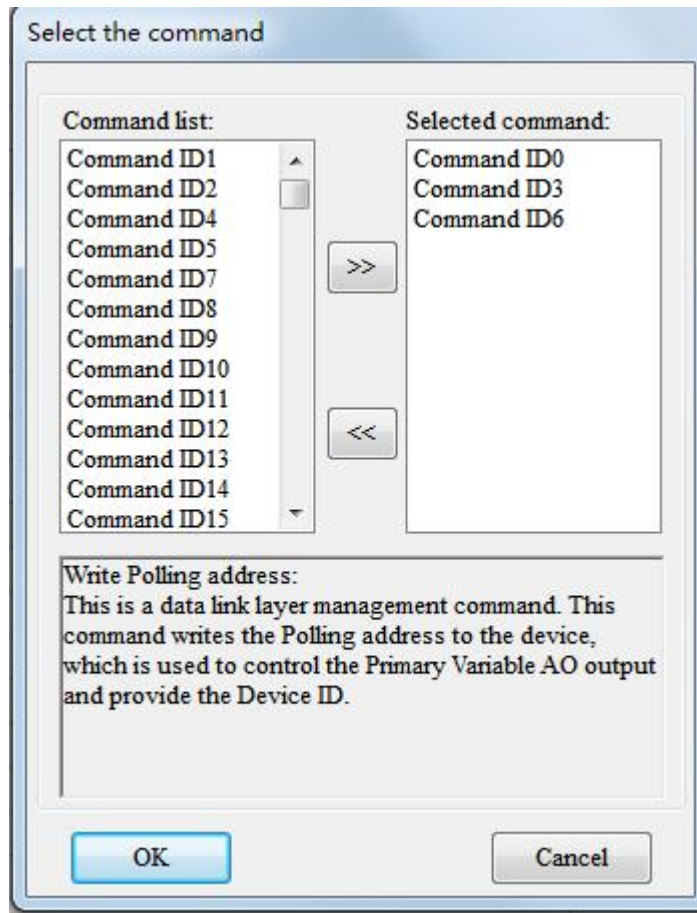 Select the command
Command list:
Command ID1
Command ID2
Command ID4
Command ID5
Command ID7
Command ID8
Command ID9
Command ID10
Command ID11
Command ID12
Command ID13
Command ID14
Command ID15
>>
<<
Selected command:
Command ID0
Command ID3
Command ID6
Write Polling address:
This is a data link layer management command. This
command writes the Polling address to the device,
which is used to control the Primary Variable AO output
and provide the Device ID.
OK
Cancel